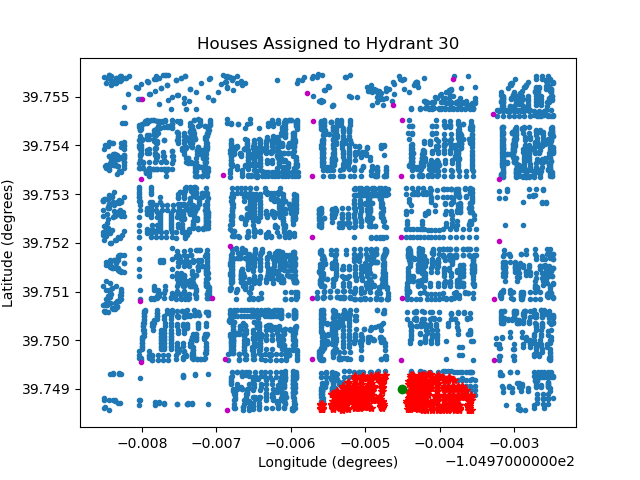 Houses Assigned to Hydrant 30
39.755
39.754
39.753
39.752
39.751
39.750
39.749
Latitude (degrees)
−0.008 −0.007 −0.006 −0.005 −0.004 −0.003
Longitude (degrees)
−1.04970000000e2